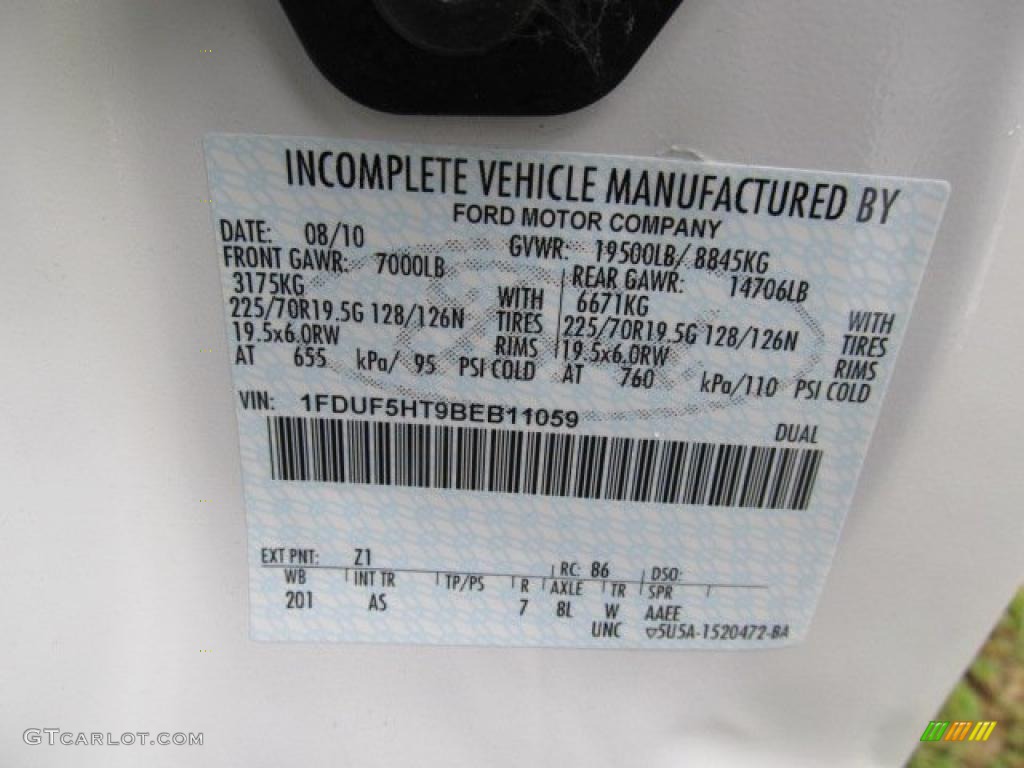 INCOMPLETE VEHICLE MANUFACTURED BY
FORD MOTOR COMPANY
DATE: 08/10 GVWR: 19500LB/ 8845KG
FRONT GAWR: 7000LB REAR GAWR: 14706LB
3175KG WITH 6671KG WITH
225/70R19.5G 128/126N TIRES 225/70R19.5G 128/126N TIRES
19.5x6.0RW RIMS 19.5x6.0RW RIMS
AT 655 kPa/ 95 PSI COLD AT 760 kPa/110 PSI COLD
VIN: 1FDUF5HT9BEB11059
DUAL
EXT PNT: Z1 RC: 86 DSO:
WB INT TR TP/PS R AXLE TR SPR
201 AS 7 8L W AAEE
UNC ▽5U5A-1520472-BA
GTCARLOT.COM